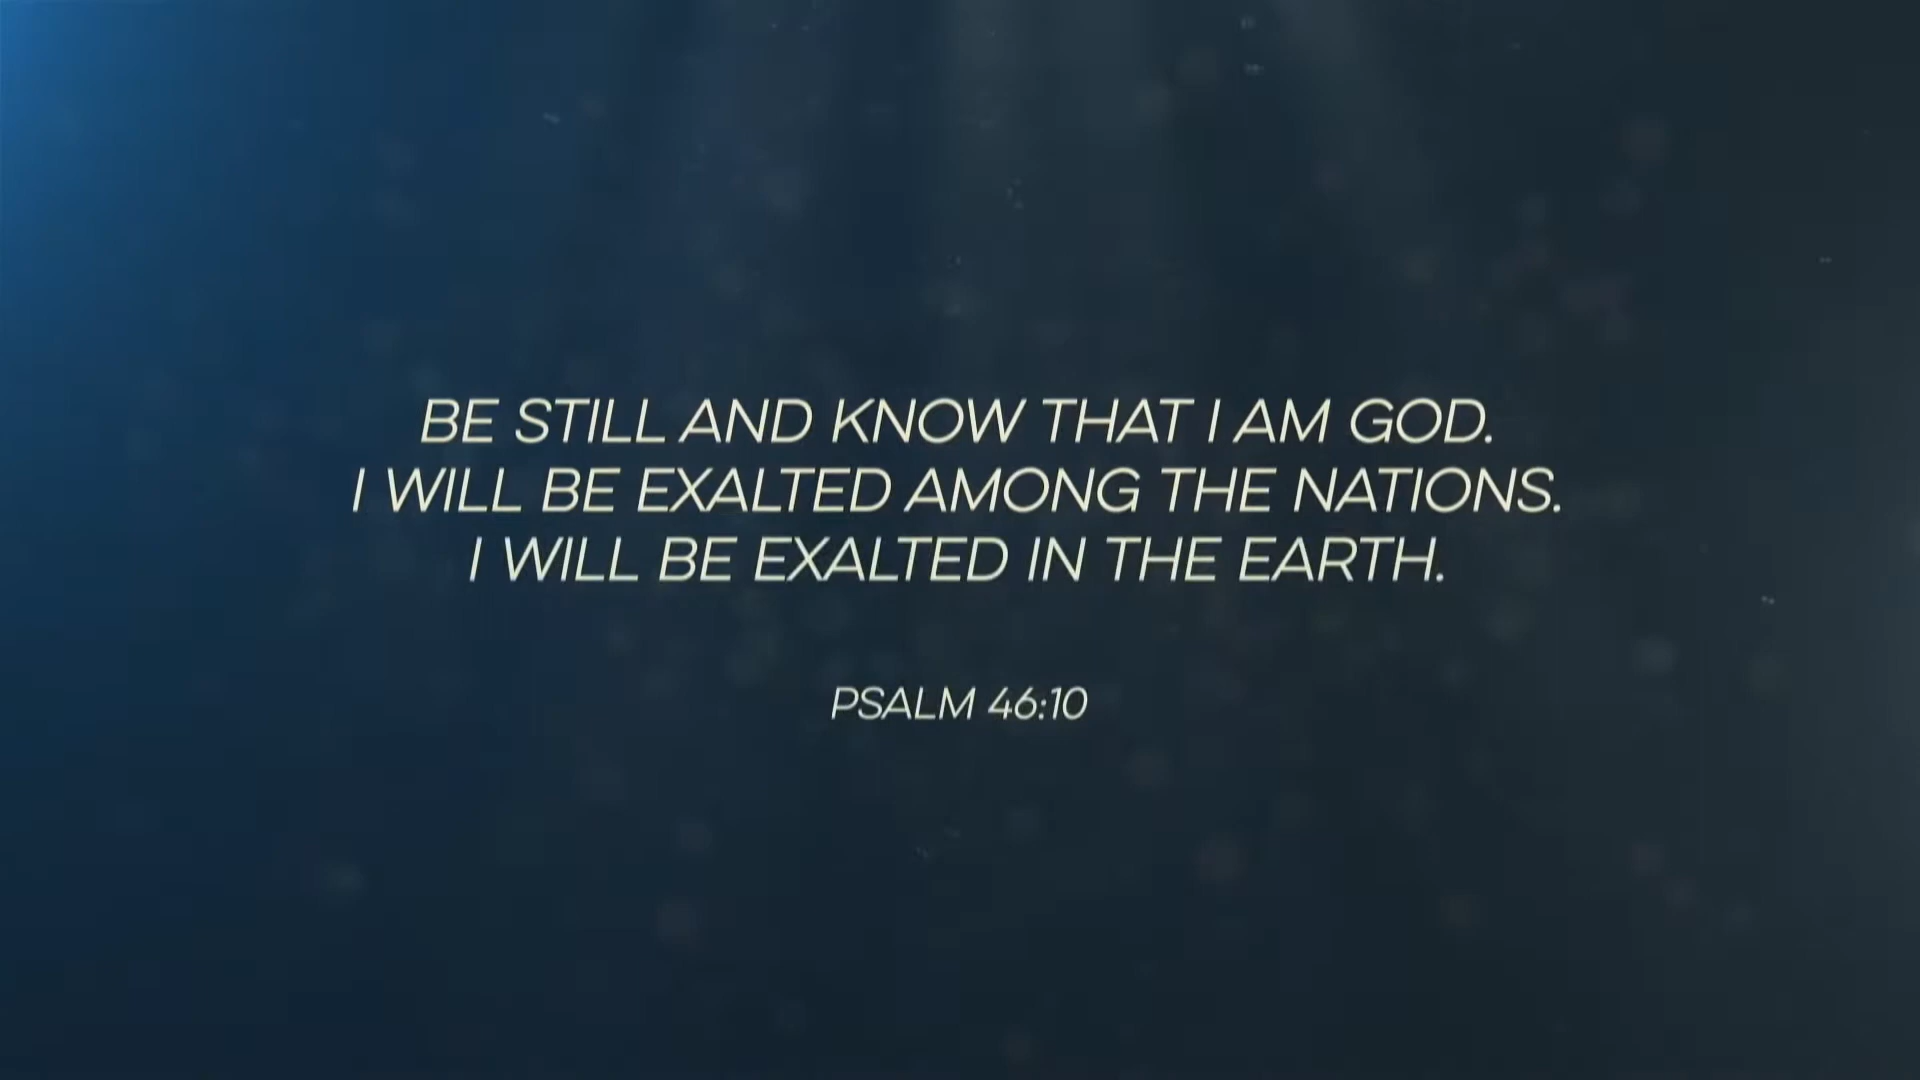 BE STILL AND KNOW THAT I AM GOD.
I WILL BE EXALTED AMONG THE NATIONS.
I WILL BE EXALTED IN THE EARTH.
PSALM 46:10